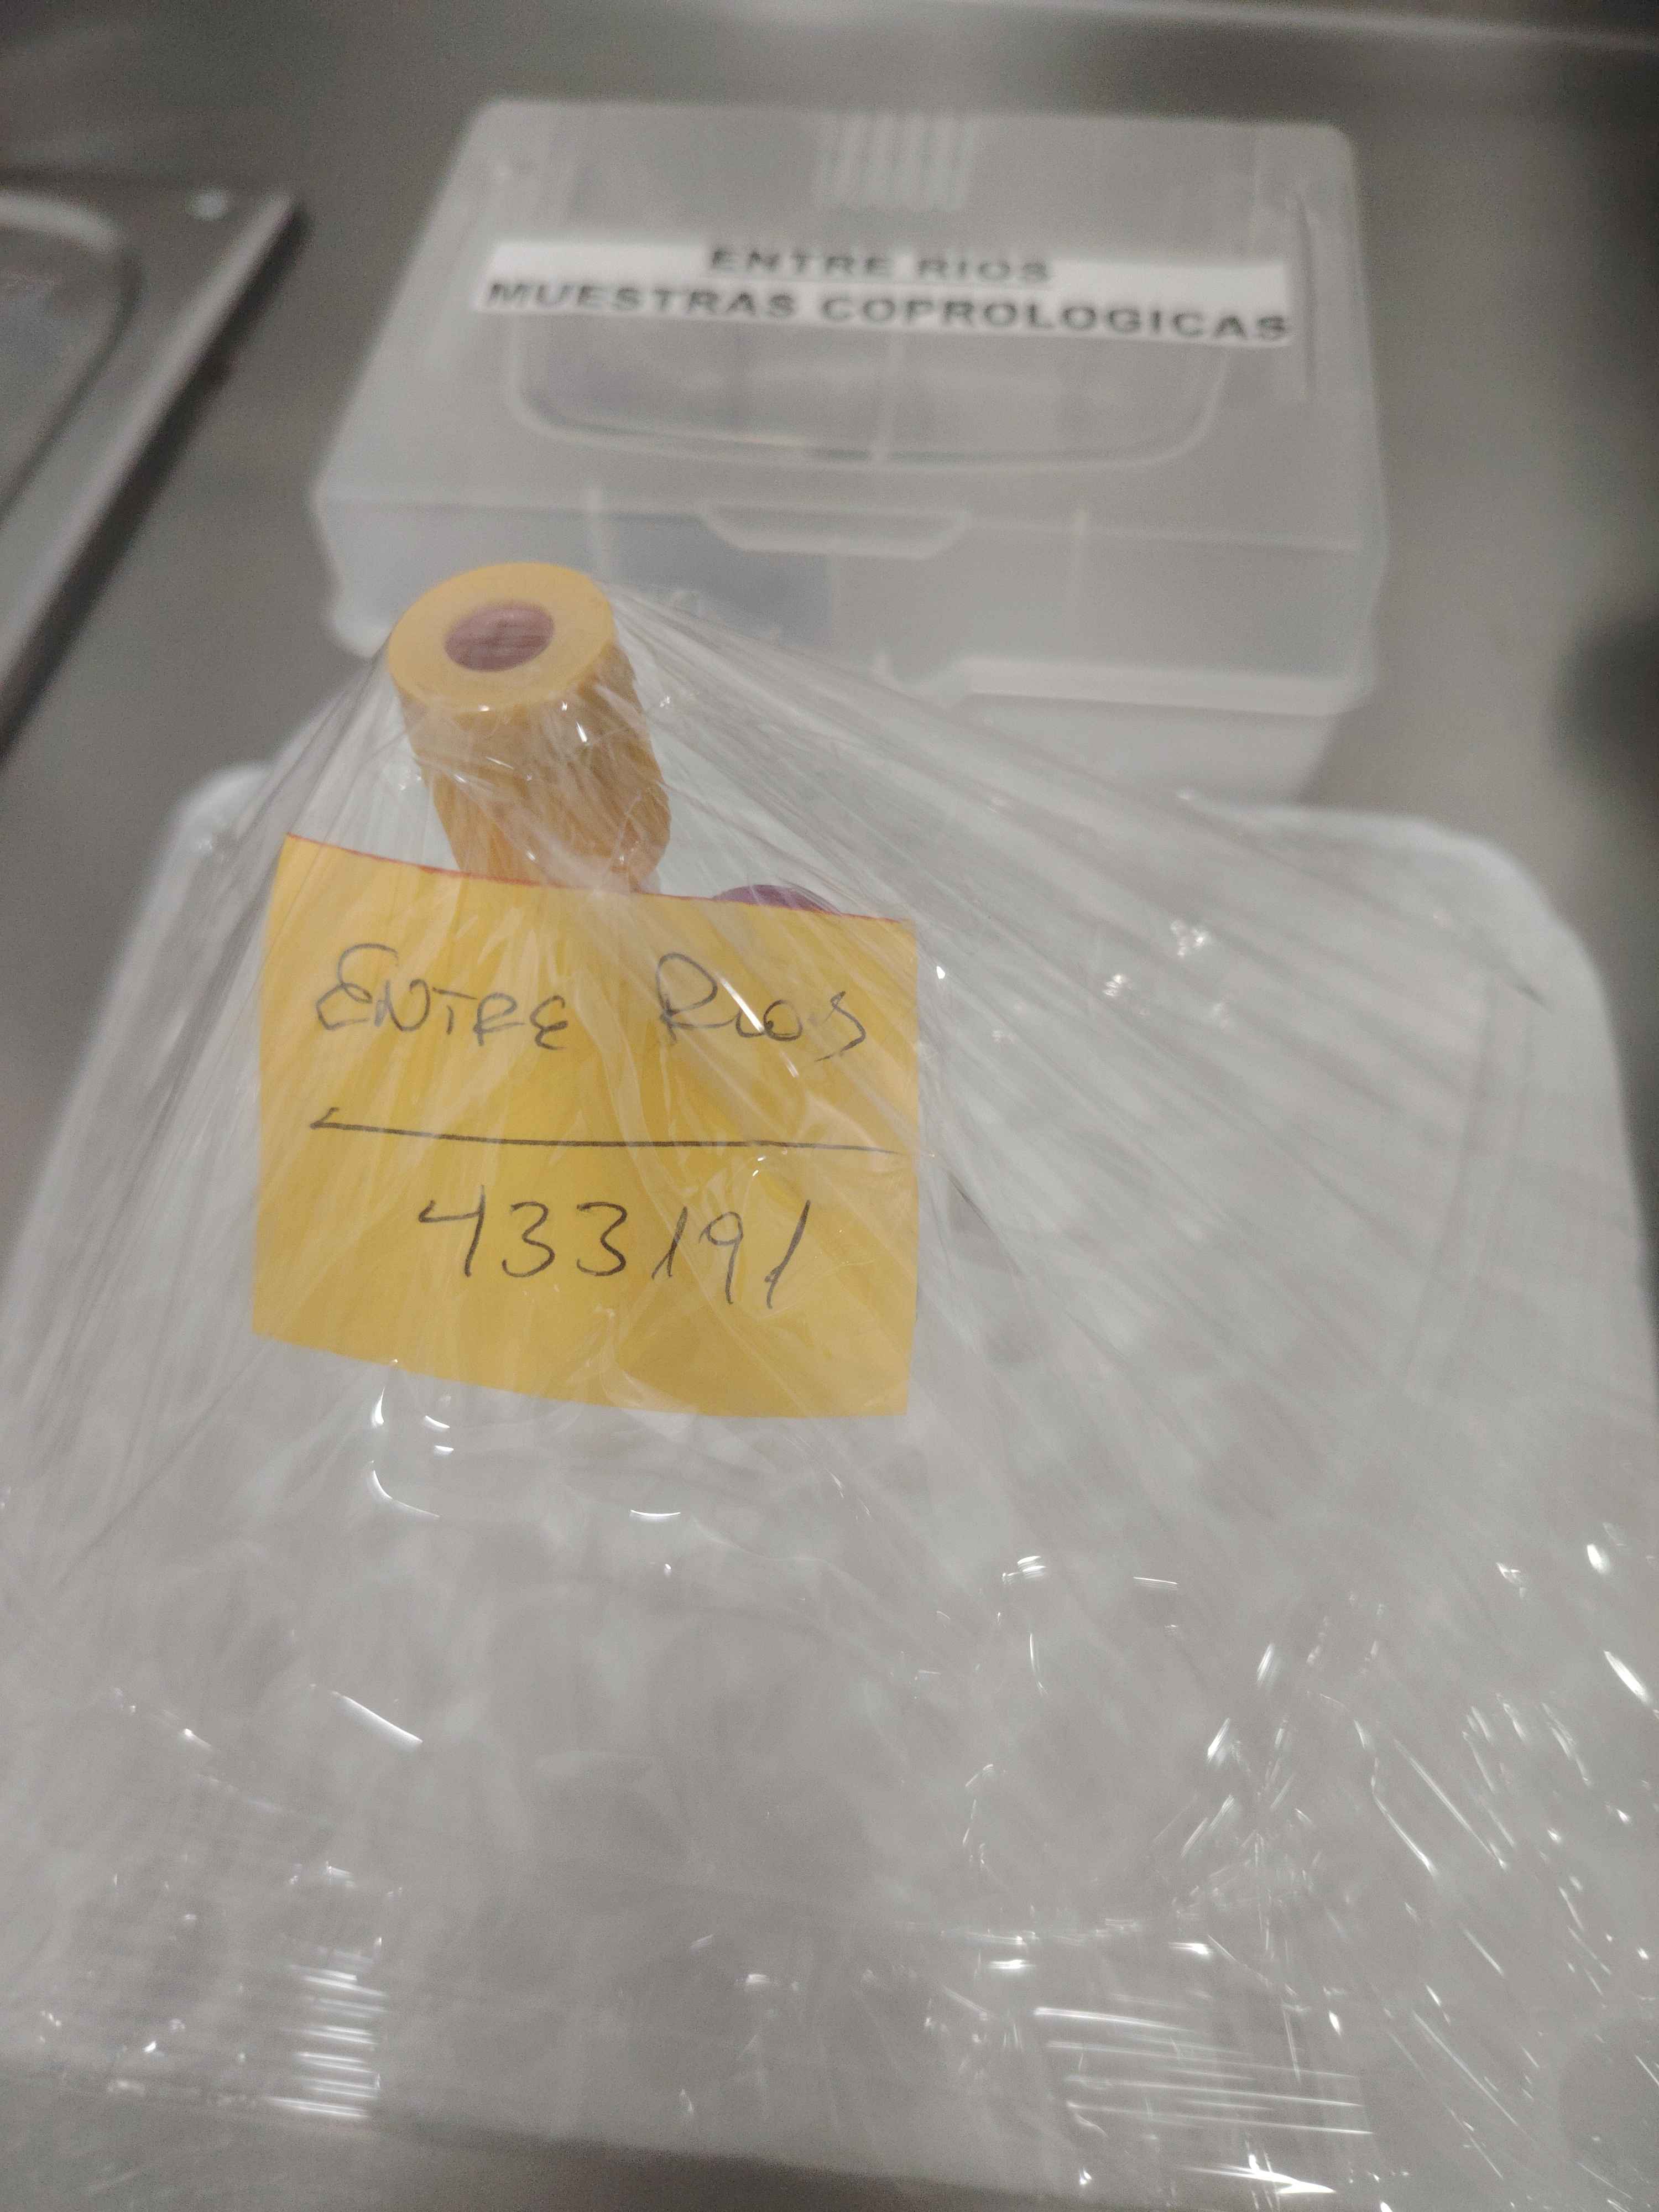 ENTRE RIOS
MUESTRAS COPROLOGICAS
ENTRE RIOS
433191